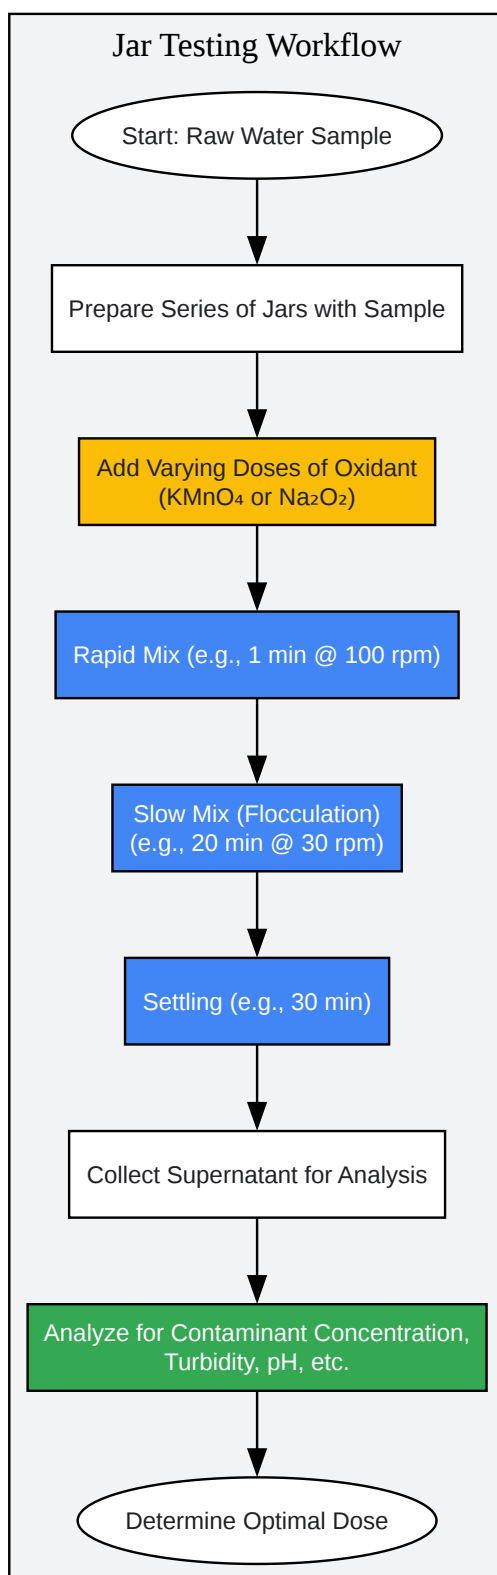 Jar Testing Workflow
Start: Raw Water Sample
Prepare Series of Jars with Sample
Add Varying Doses of Oxidant
(KMnO₄ or Na₂O₂)
Rapid Mix (e.g., 1 min @ 100 rpm)
Slow Mix (Flocculation)
(e.g., 20 min @ 30 rpm)
Settling (e.g., 30 min)
Collect Supernatant for Analysis
Analyze for Contaminant Concentration,
Turbidity, pH, etc.
Determine Optimal Dose